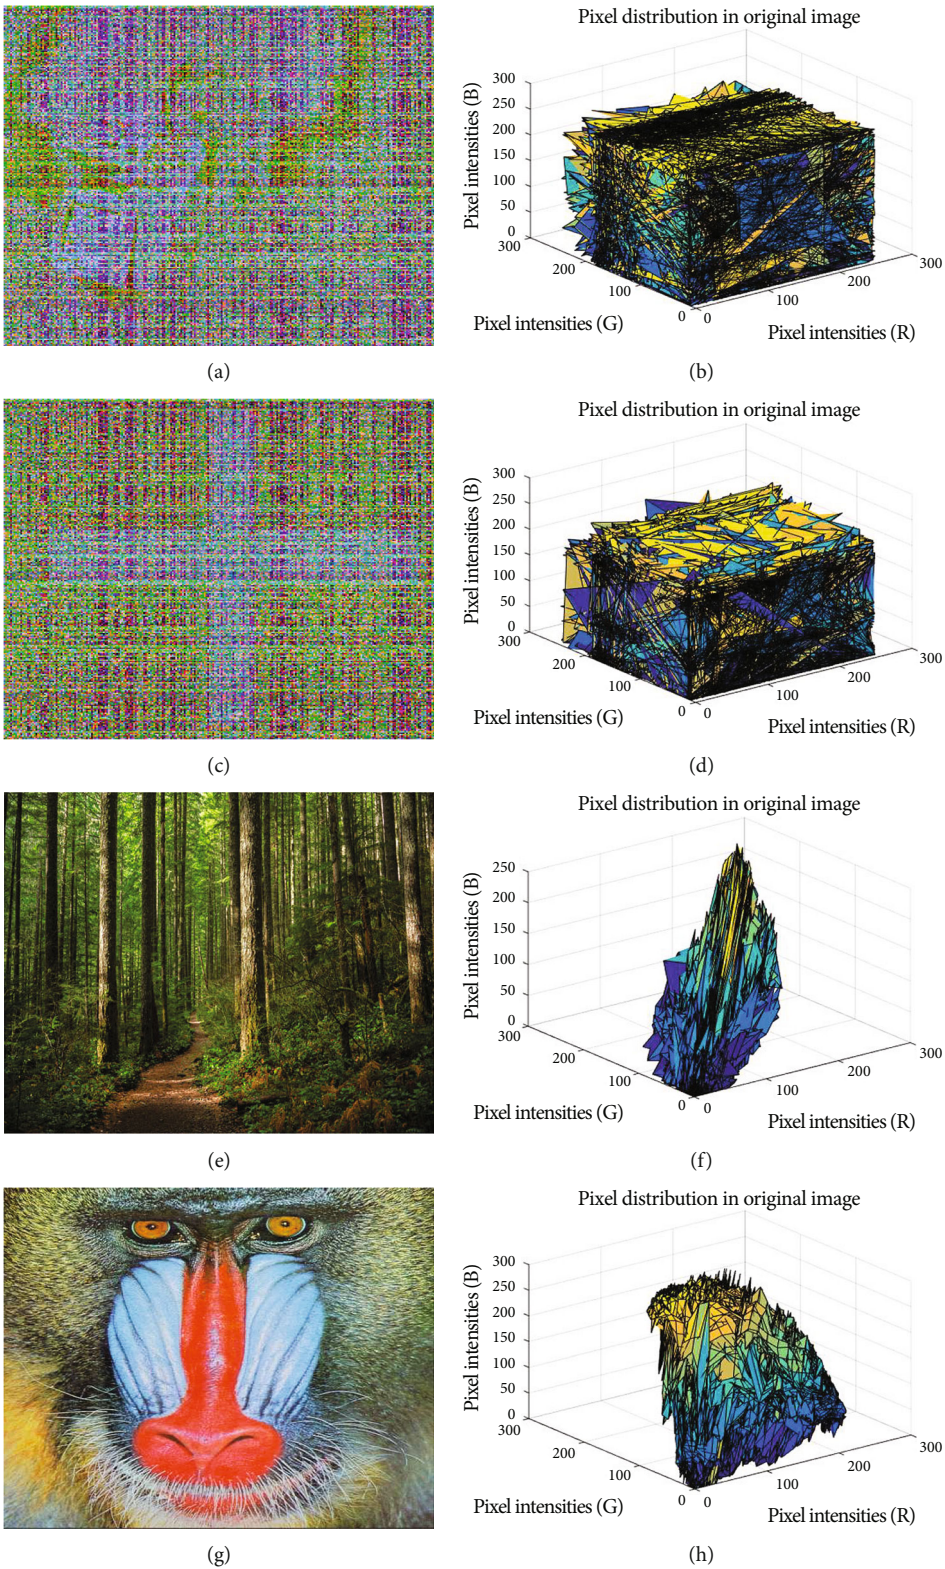 Pixel distribution in original image
Pixel intensities (B)
300
250
200
150
100
50
0
300
200
100
0
0
100
200
300
Pixel intensities (G)
Pixel intensities (R)
(a)
(b)
Pixel distribution in original image
Pixel intensities (B)
300
250
200
150
100
50
0
300
200
100
0
0
100
200
300
Pixel intensities (G)
Pixel intensities (R)
(c)
(d)
Pixel distribution in original image
Pixel intensities (B)
250
200
150
100
50
0
300
200
100
0
0
100
200
300
Pixel intensities (G)
Pixel intensities (R)
(e)
(f)
Pixel distribution in original image
Pixel intensities (B)
300
250
200
150
100
50
0
300
200
100
0
0
100
200
300
Pixel intensities (G)
Pixel intensities (R)
(g)
(h)